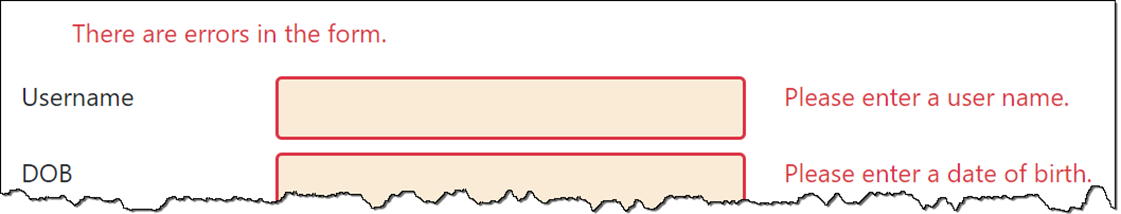 There are errors in the form.
Username Please enter a user name.
DOB Please enter a date of birth.